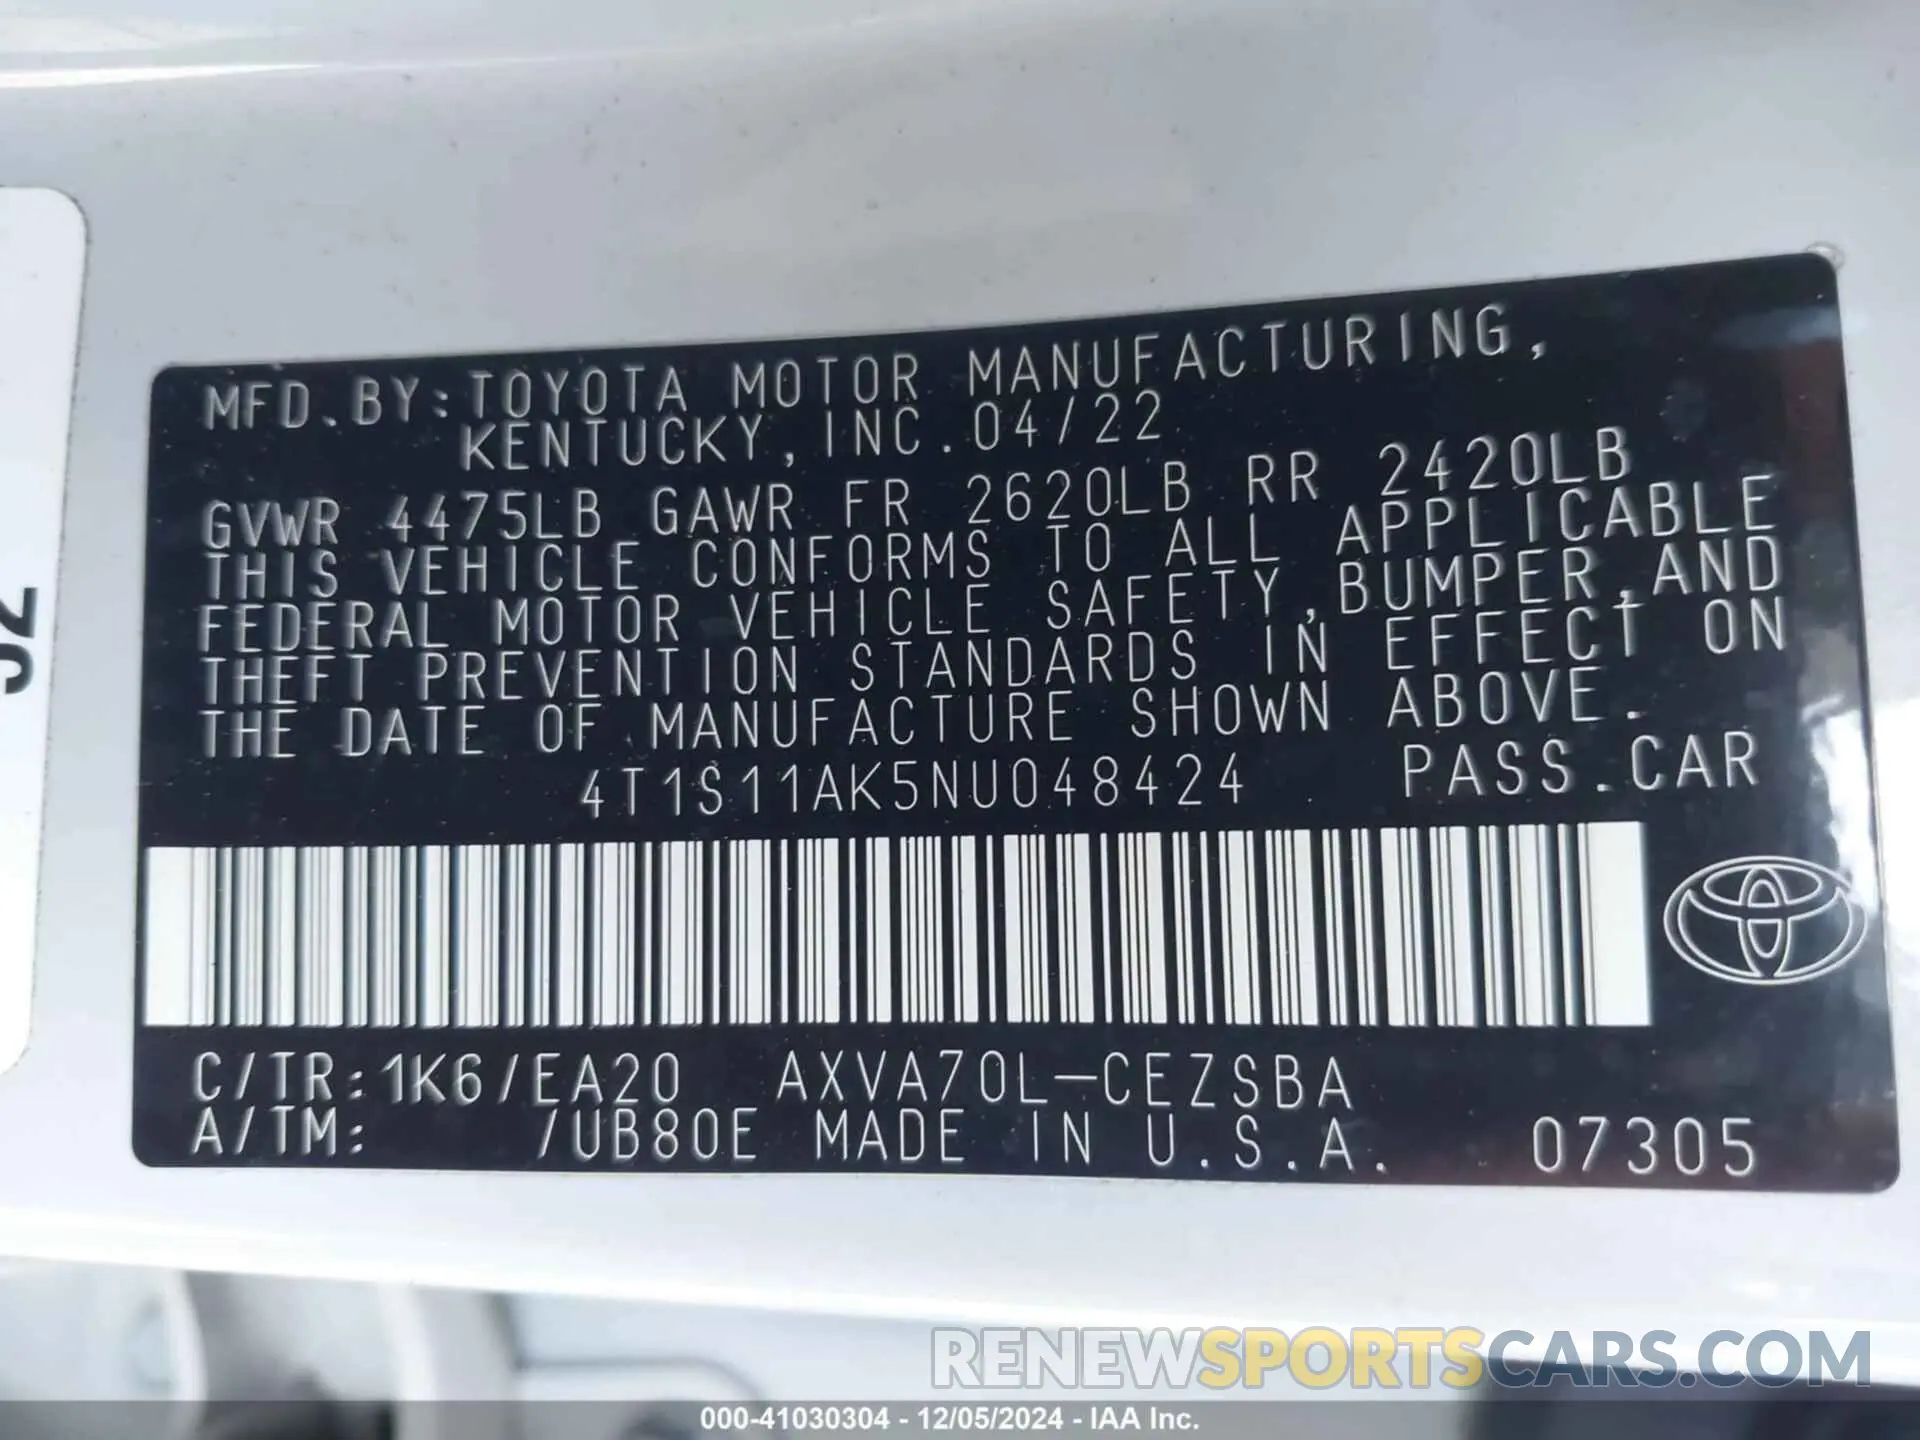 MFD.BY:TOYOTA MOTOR MANUFACTURING,
KENTUCKY, INC. 04/22
GVWR 4475LB GAWR FR 2620LB RR 2420LB
THIS VEHICLE CONFORMS TO ALL APPLICABLE
FEDERAL MOTOR VEHICLE SAFETY, BUMPER, AND
THEFT PREVENTION STANDARDS IN EFFECT ON
THE DATE OF MANUFACTURE SHOWN ABOVE.
4T1S11AK5NU048424 PASS.CAR
C/TR:1K6/EA20 AXVA70L-CEZSBA
A/TM: /UB80E MADE IN U.S.A. 07305
RENEWSPORTSCARS.COM
000-41030304 - 12/05/2024 - IAA Inc.